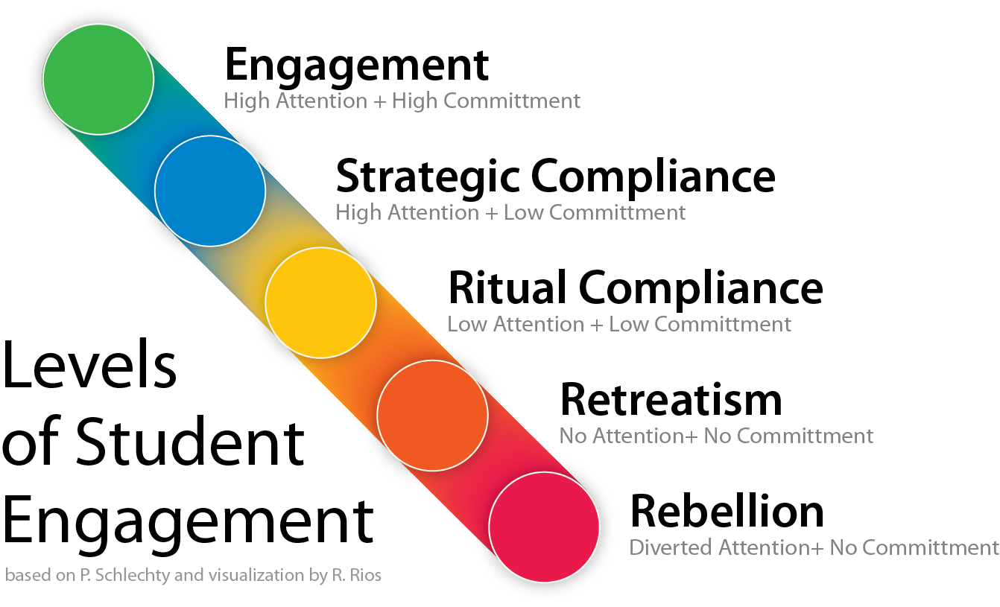 Engagement
High Attention + High Committment
Strategic Compliance
High Attention + Low Committment
Ritual Compliance
Low Attention + Low Committment
Retreatism
No Attention+ No Committment
Rebellion
Diverted Attention+ No Committment
Levels
of Student
Engagement
based on P. Schlechty and visualization by R. Rios